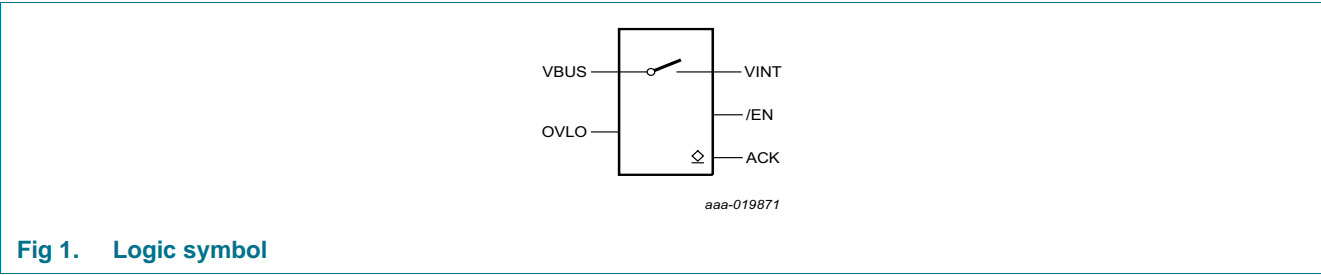 VBUS
VINT
/EN
OVLO
ACK
aaa-019871
Fig 1. Logic symbol